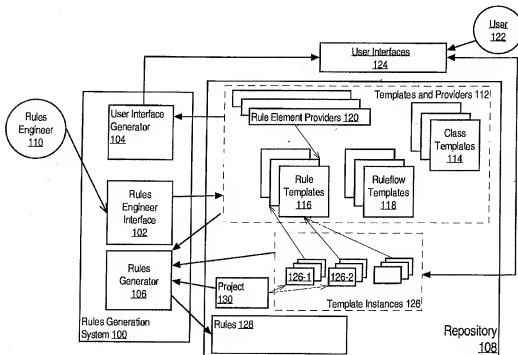 User
122
User Interfaces
124
Templates and Providers 112
Rule Element Providers 120
User Interface
Generator
104
Rules
Engineer
110
Class
Templates
114
Rule
Templates
116
Ruleflow
Templates
118
Rules
Engineer
Interface
102
Rules
Generator
106
Project
130
126-1
126-2
Template Instances 126
Rules Generation
System 100
Rules 128
Repository
108